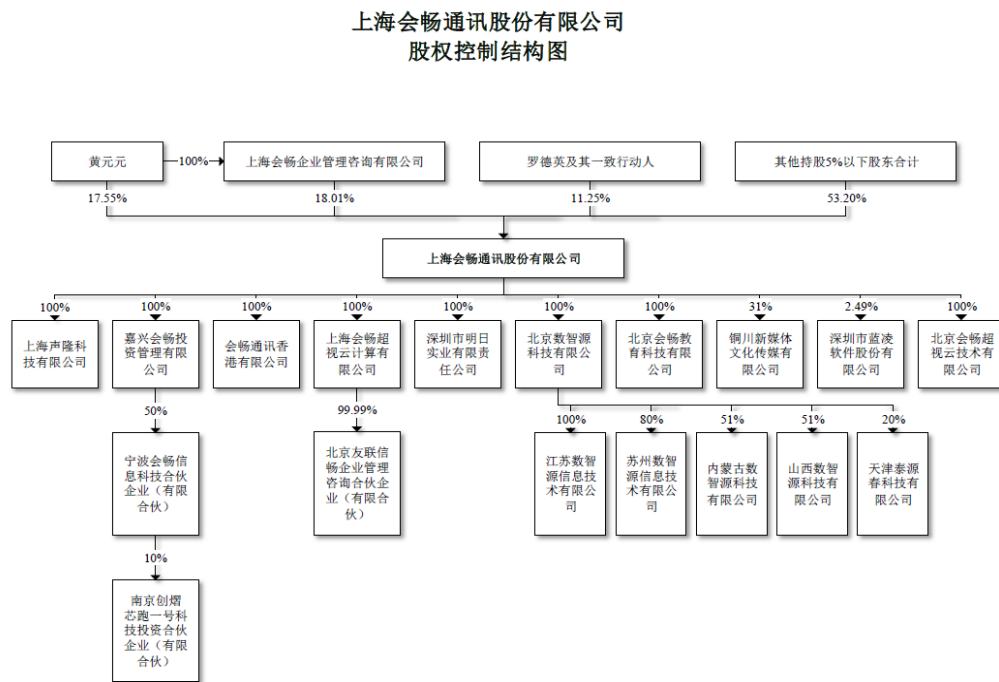 上海会畅通讯股份有限公司
股权控制结构图
黄元元
100%
上海会畅企业管理咨询有限公司
罗德英及其一致行动人
其他持股5%以下股东合计
17.55%
18.01%
11.25%
53.20%
上海会畅通讯股份有限公司
100%
100%
100%
100%
100%
100%
100%
31%
2.49%
100%
上海声隆科
技有限公司
嘉兴会畅投
资管理有限
公司
会畅通讯香
港有限公司
上海会畅超
视云计算有
限公司
深圳市明日
实业有限责
任公司
北京数智源
科技有限公
司
北京会畅教
育科技有限
公司
铜川新媒体
文化传媒有
限公司
深圳市蓝凌
软件股份有
限公司
北京会畅超
视云技术有
限公司
50%
99.99%
100%
80%
51%
51%
20%
宁波会畅信
息科技合伙
企业（有限
合伙）
北京友联信
畅企业管理
咨询合伙企
业（有限合
伙）
江苏数智
源信息技
术有限公
司
苏州数智
源信息技
术有限公
司
内蒙古数
智源科技
有限公司
山西数智
源科技有
限公司
天津泰源
春科技有
限公司
10%
南京创熠
芯跑一号科
技投资合伙
企业（有限
合伙）